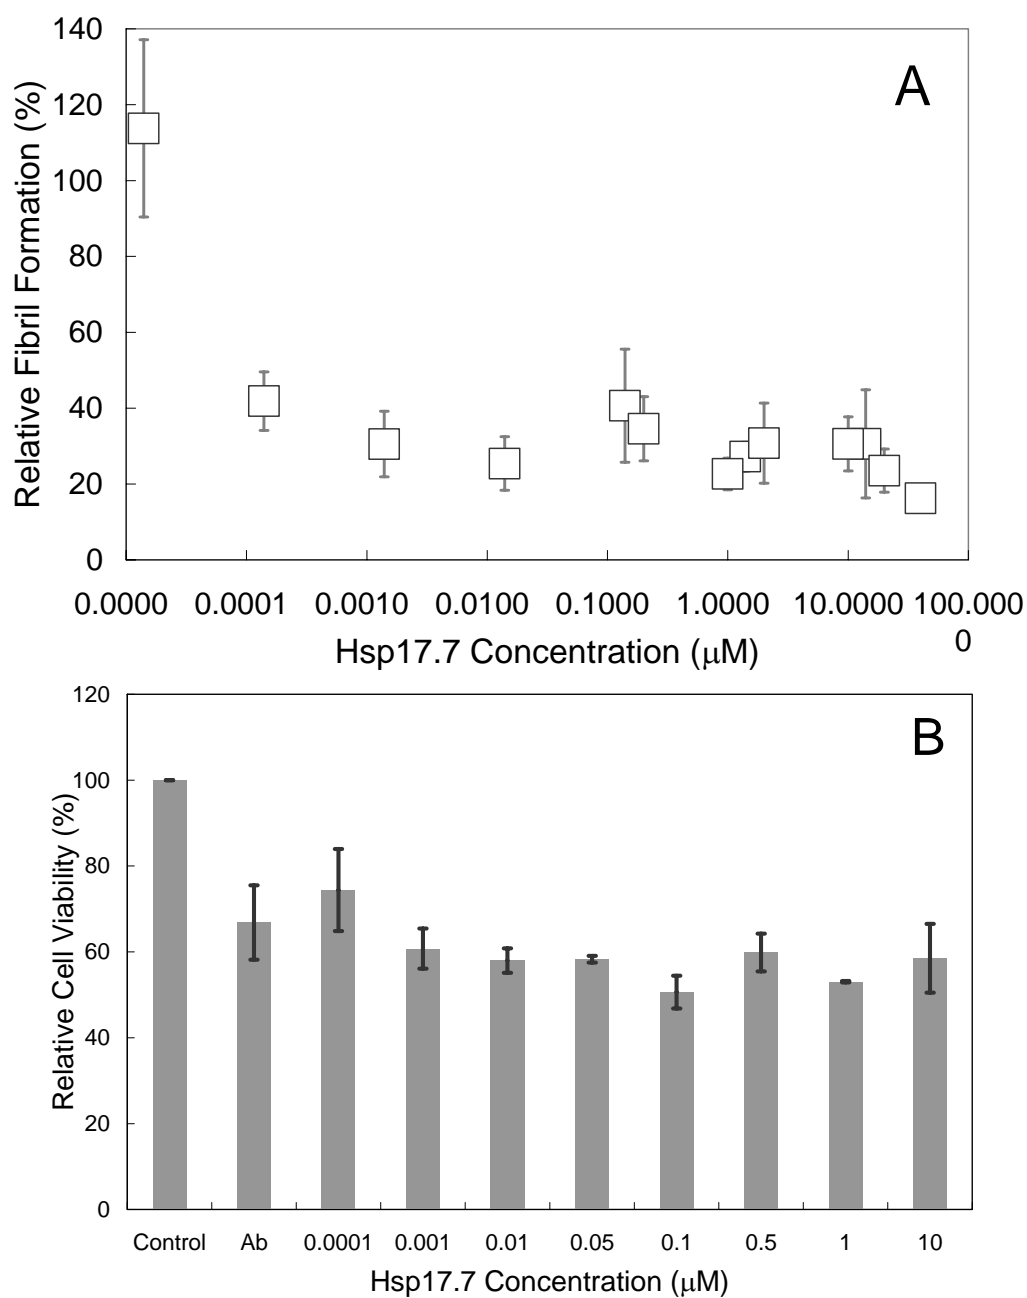 A
Relative Fibril Formation (%)
140
120
100
80
60
40
20
0
0.0000 0.0001 0.0010 0.0100 0.1000 1.0000 10.0000 100.000
0
Hsp17.7 Concentration (μM)
B
Relative Cell Viability (%)
120
100
80
60
40
20
0
Control Ab 0.0001 0.001 0.01 0.05 0.1 0.5 1 10
Hsp17.7 Concentration (μM)